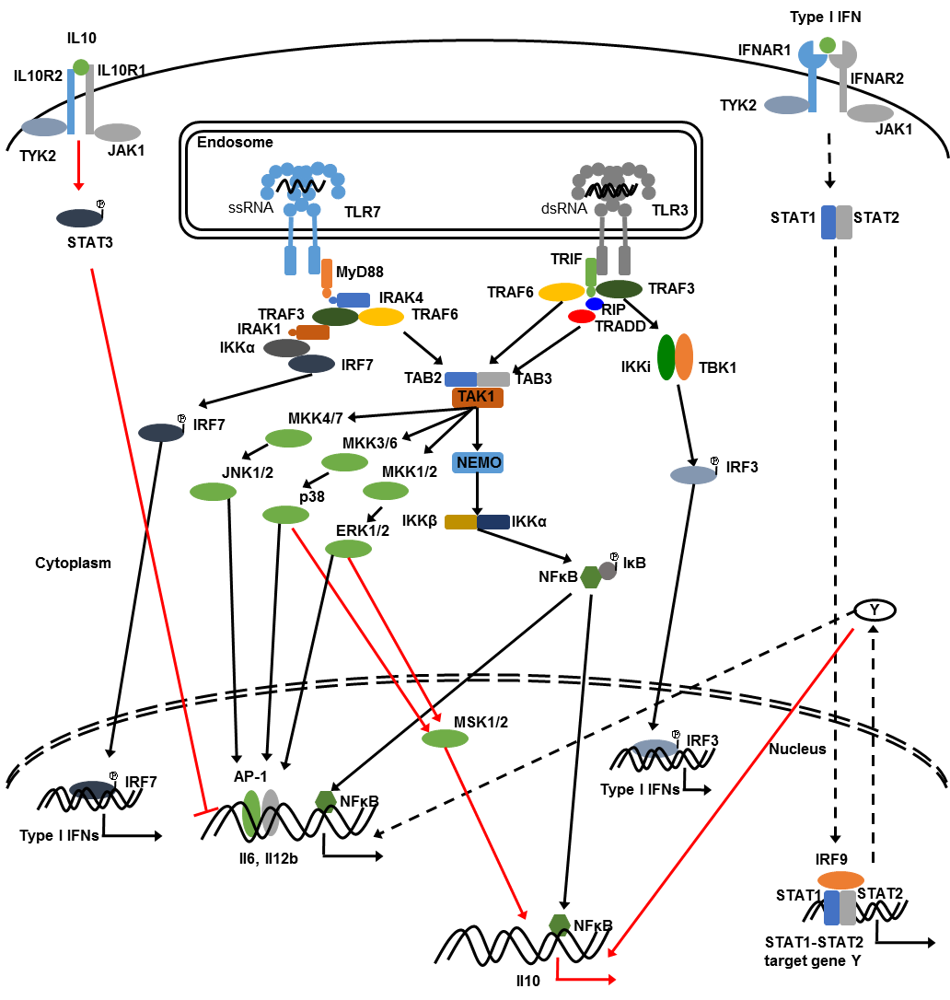 Type I IFN
IL10
IFNAR1
IL10R2
IL10R1
IFNAR2
TYK2
JAK1
TYK2
JAK1
Endosome
ssRNA
TLR7
dsRNA
TLR3
P
STAT3
STAT1
STAT2
MyD88
TRIF
IRAK4
TRAF6
TRAF3
TRAF3
TRAF6
RIP
TRADD
IRAK1
IKKα
IRF7
IKKi
TBK1
TAB2
TAB3
TAK1
P
IRF7
MKK4/7
MKK3/6
MKK1/2
NEMO
JNK1/2
p38
P
IRF3
ERK1/2
IKKβ
IKKα
Cytoplasm
P
IκB
NFκB
Y
MSK1/2
P
IRF3
Nucleus
Type I IFNs
P
IRF7
AP-1
NFκB
Type I IFNs
Il6, Il12b
IRF9
STAT1
STAT2
NFκB
STAT1-STAT2
target gene Y
Il10